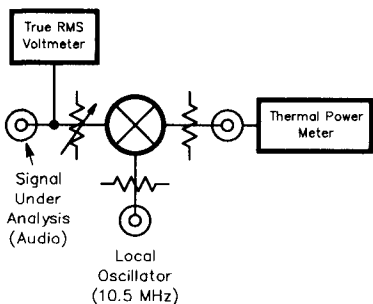 True RMS
Voltmeter
Thermal Power
Meter
Signal
Under
Analysis
(Audio)
Local
Oscillator
(10.5 MHz)